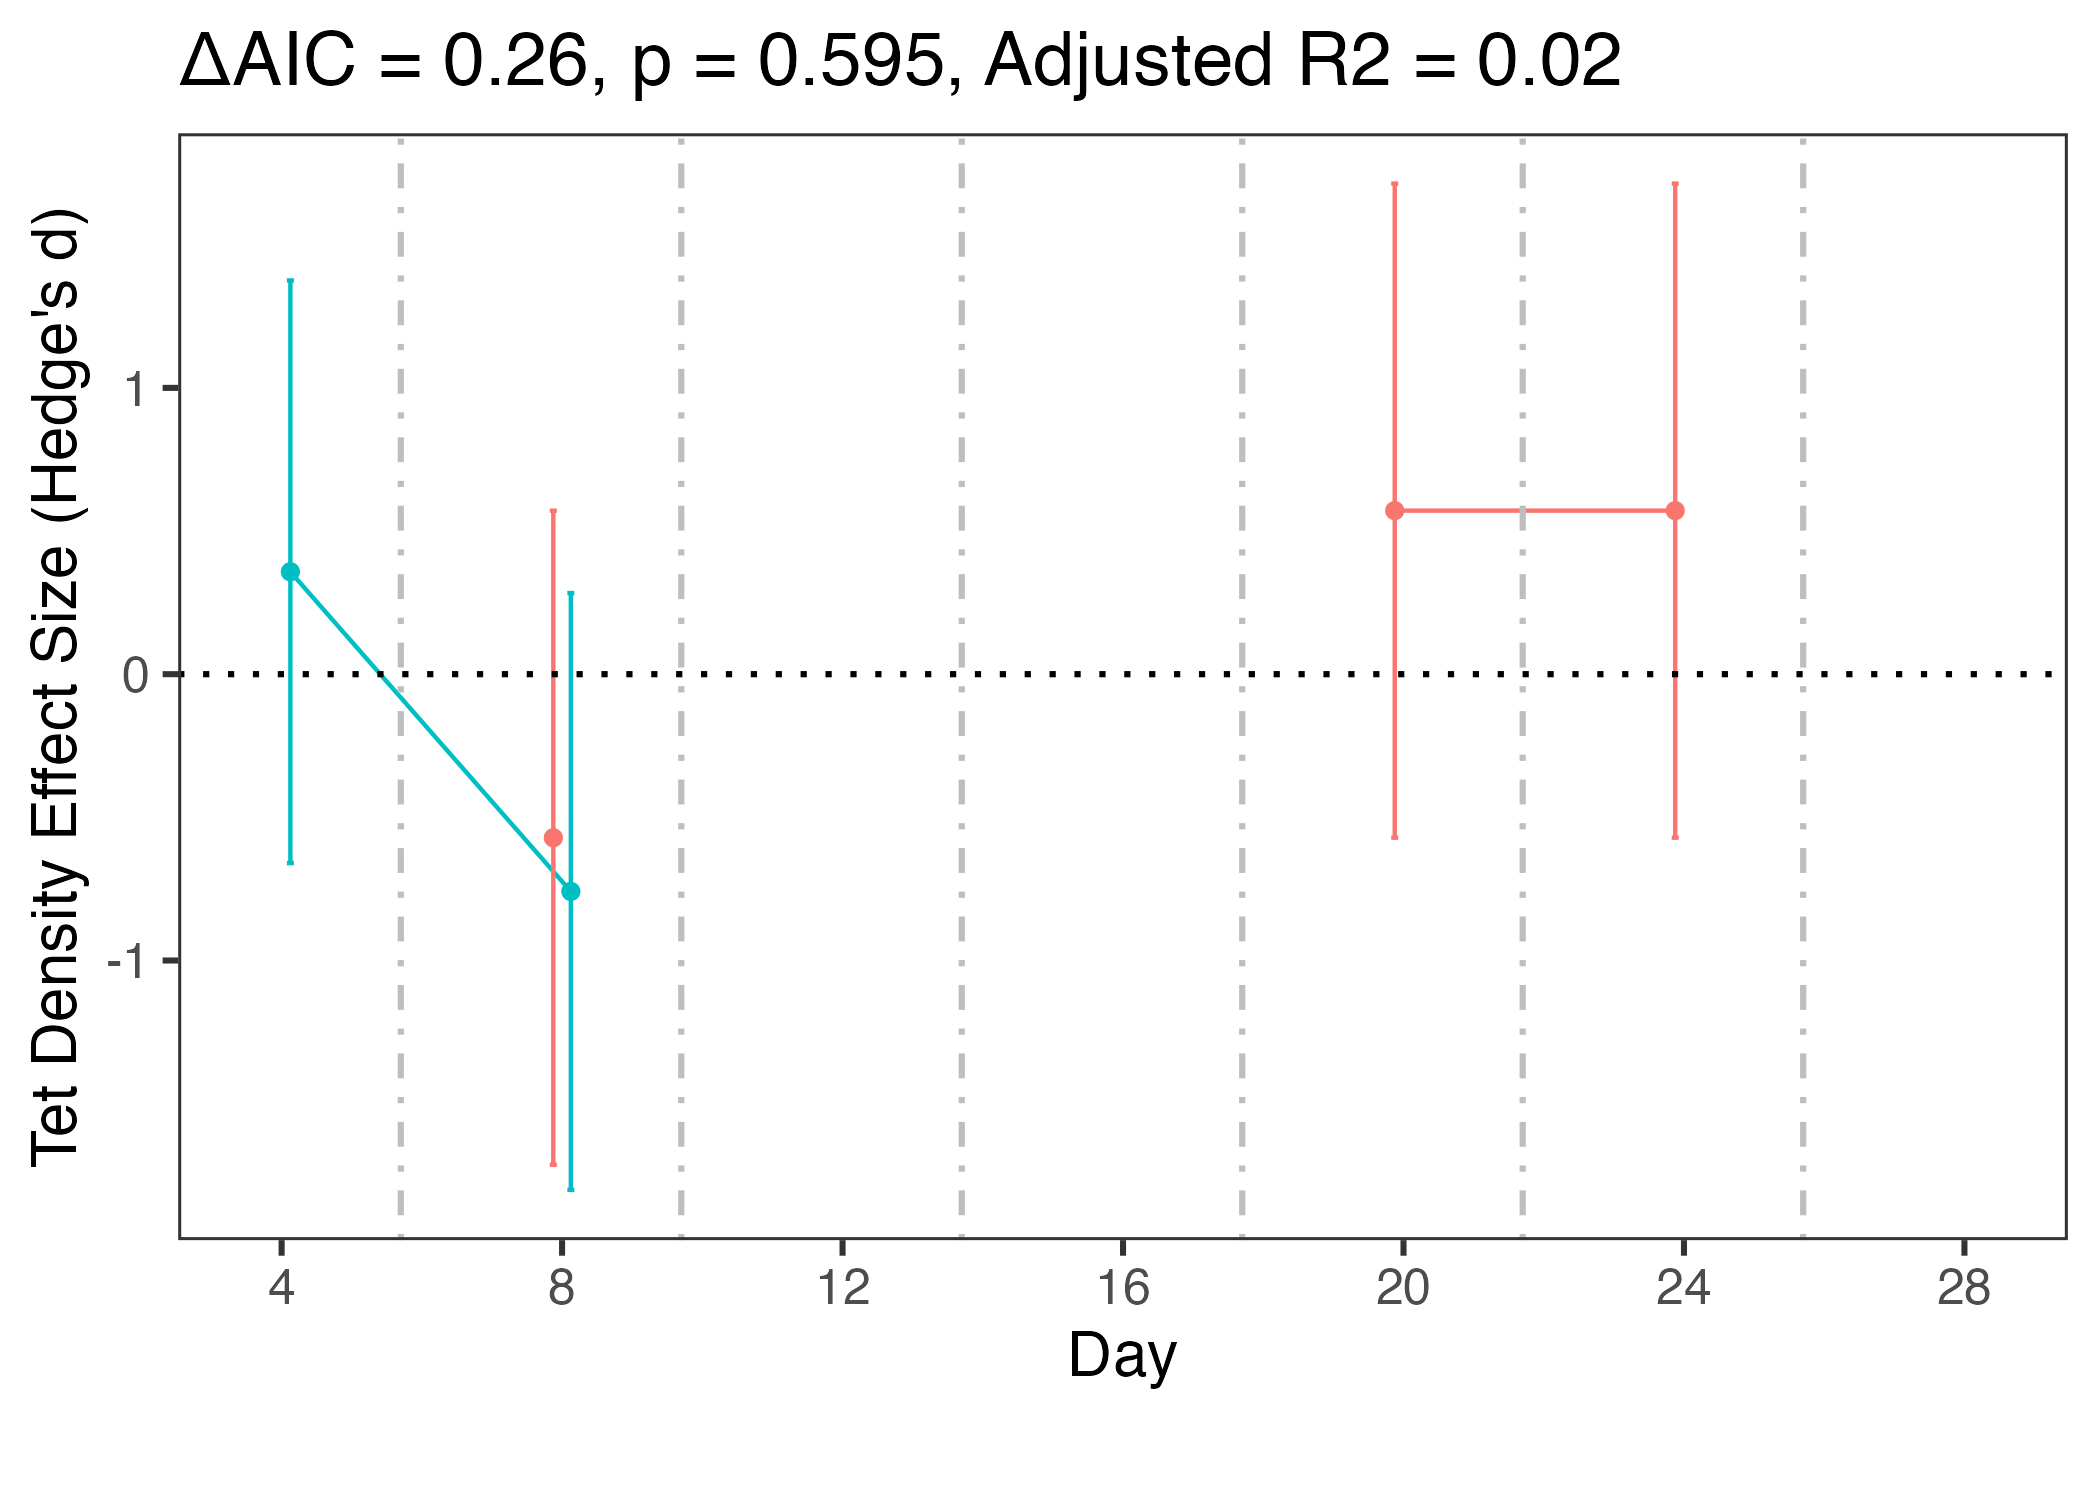 ΔAIC = 0.26, p = 0.595, Adjusted R2 = 0.02
Tet Density Effect Size (Hedge's d)
1
0
-1
4 8 12 16 20 24 28
Day